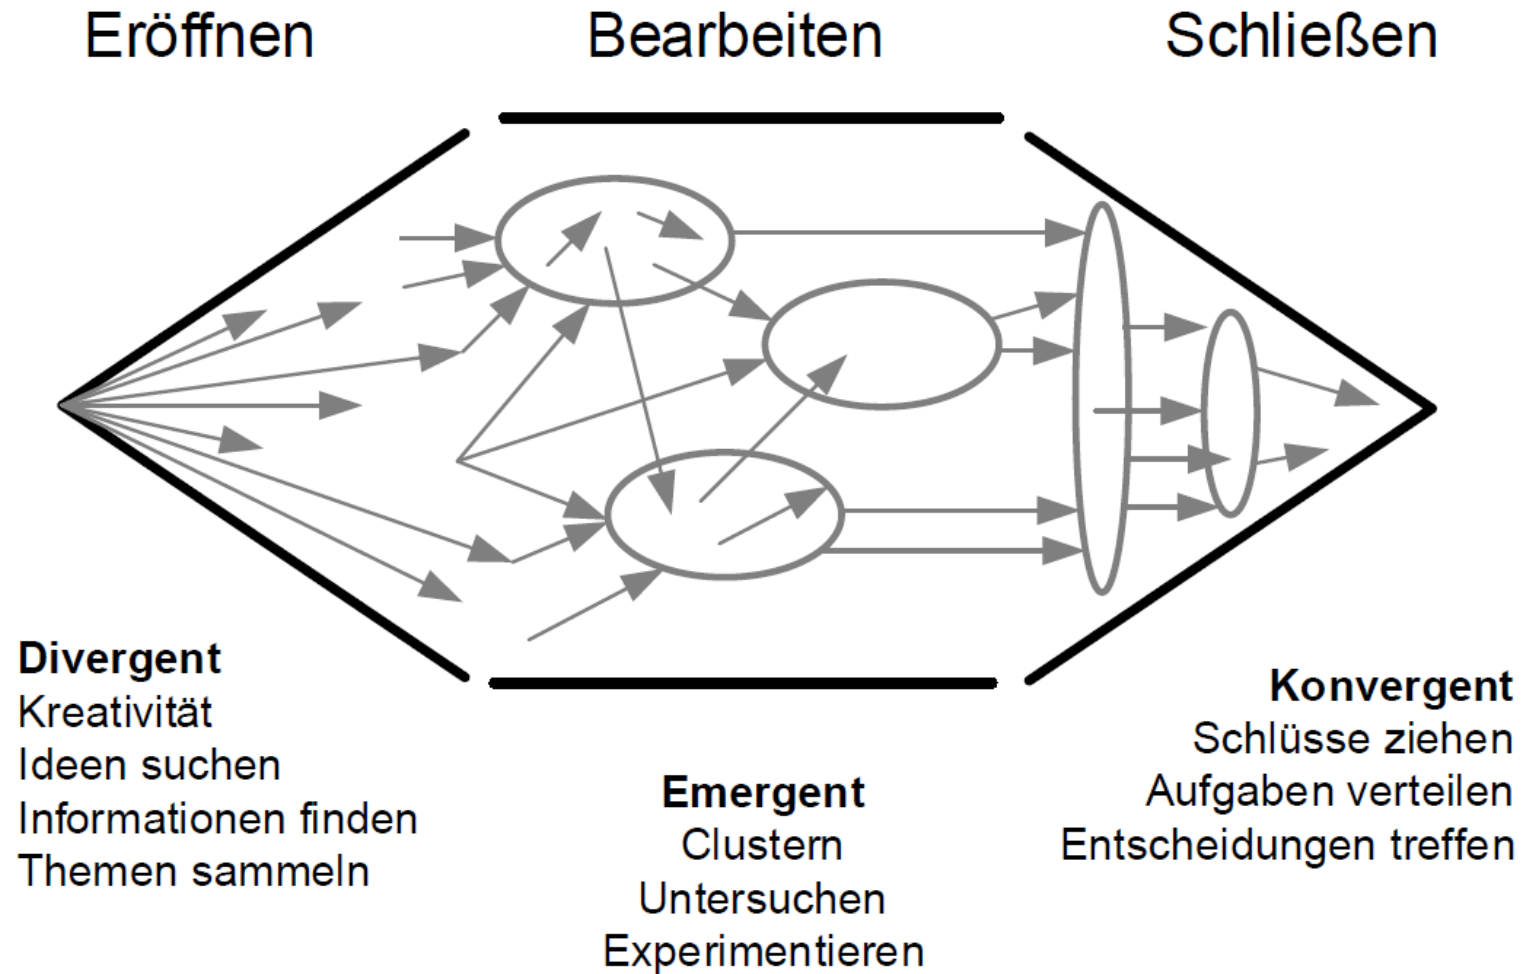 Eröffnen
Bearbeiten
Schließen
Divergent
Kreativität
Ideen suchen
Informationen finden
Themen sammeln
Emergent
Clustern
Untersuchen
Experimentieren
Konvergent
Schlüsse ziehen
Aufgaben verteilen
Entscheidungen treffen